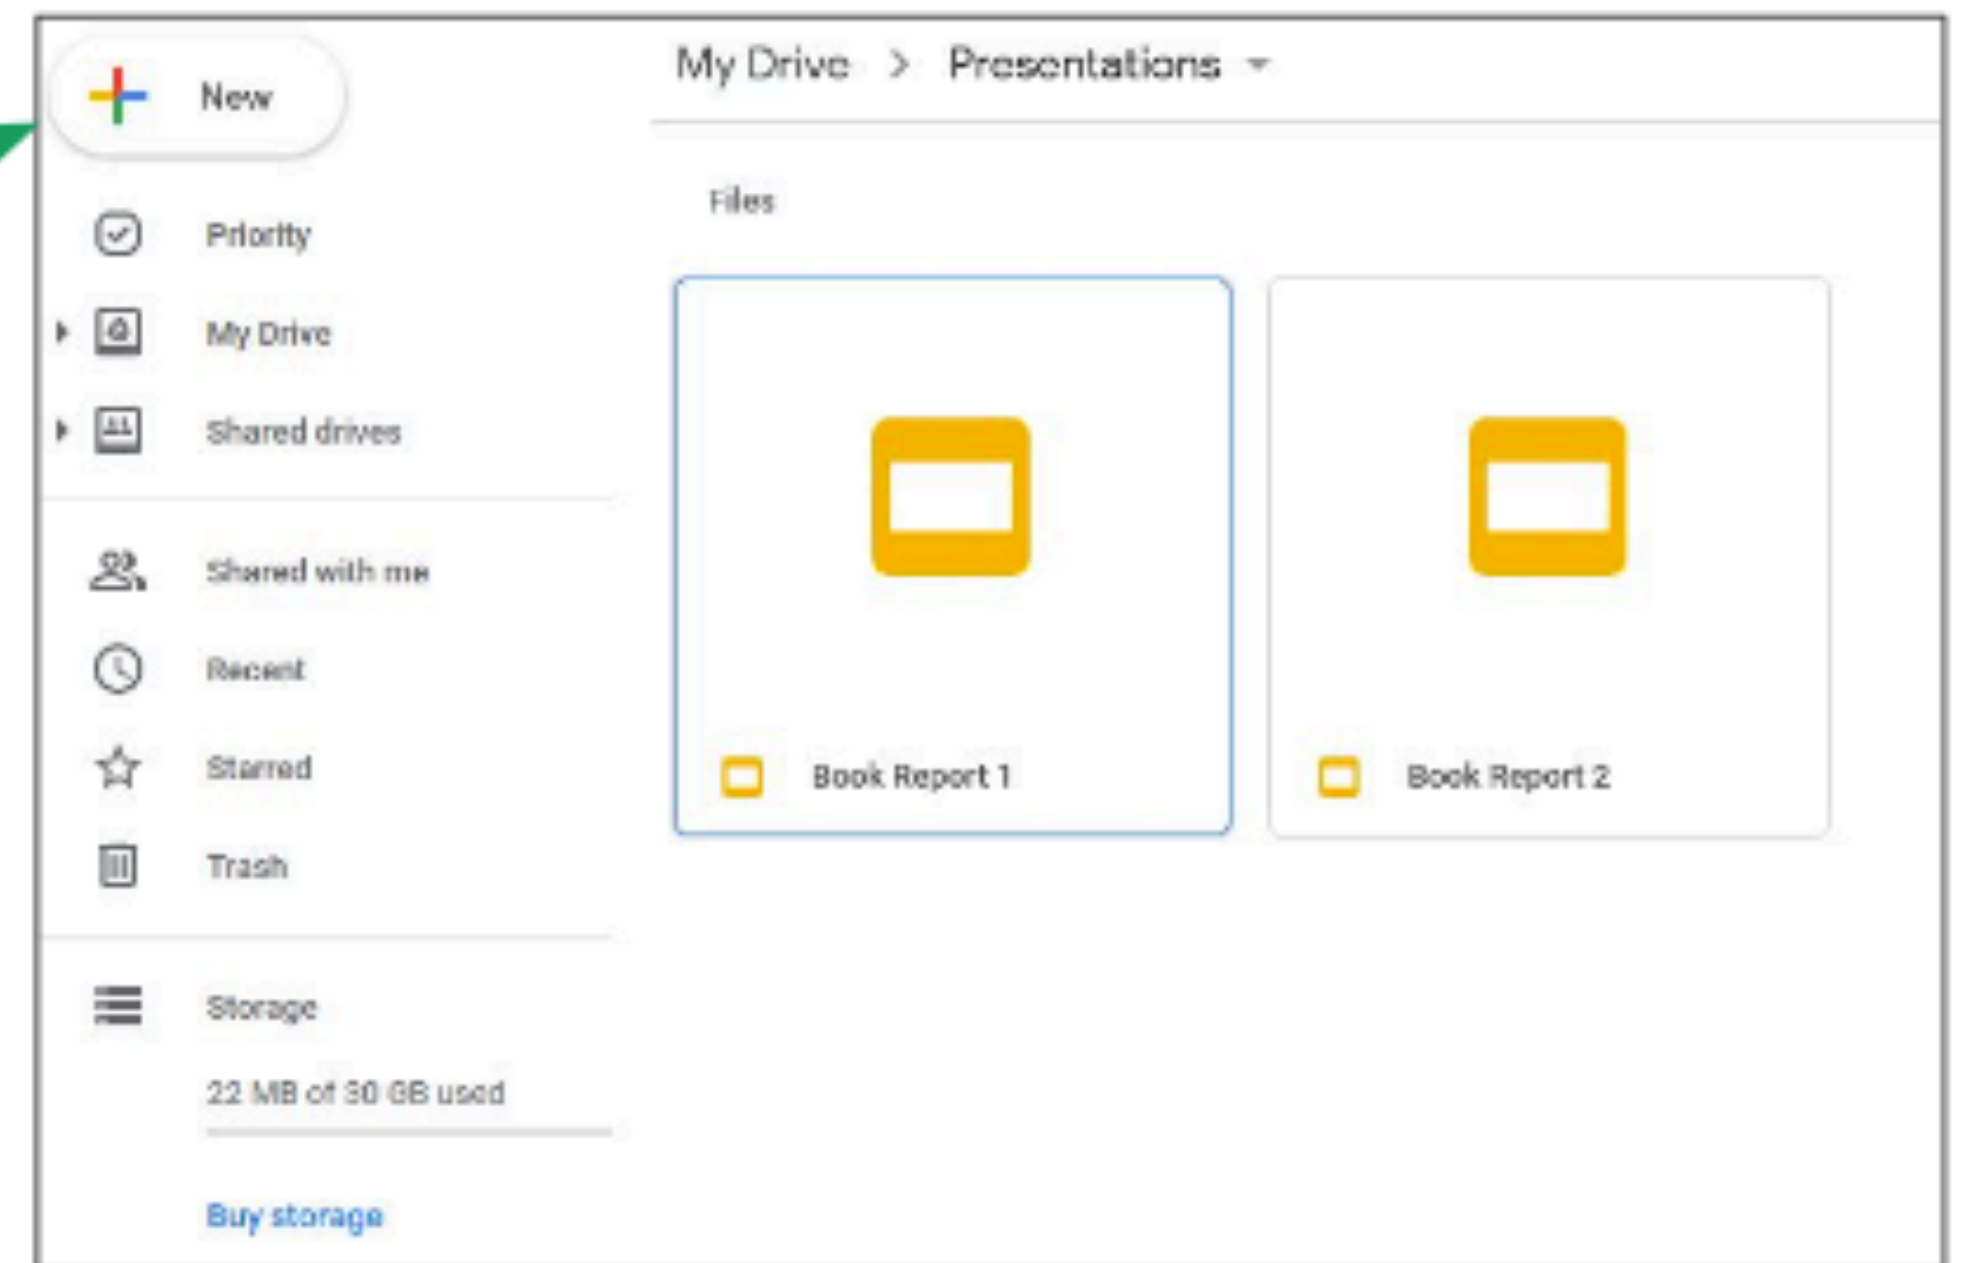 New
My Drive > Presentations
Files
Priority
My Drive
Shared drives
Shared with me
Recent
Starred
Trash
Book Report 1
Book Report 2
Storage
22 MB of 30 GB used
Buy storage